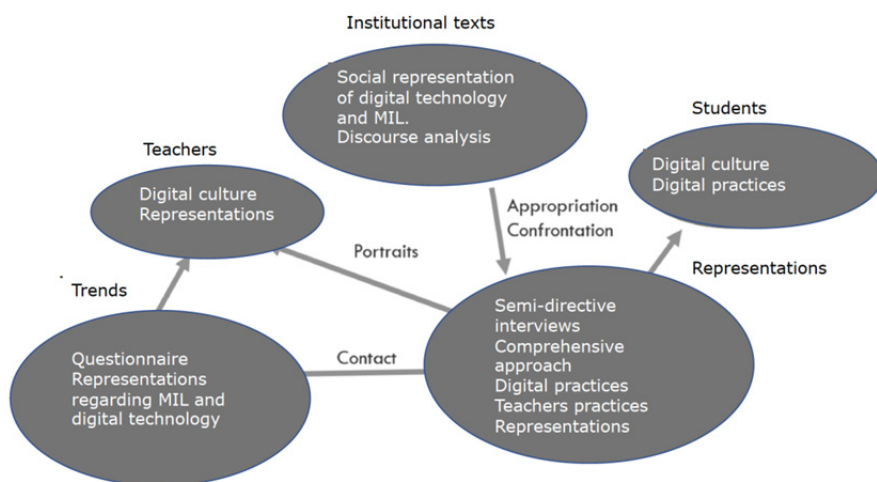 Institutional texts
Social representation
of digital technology
and MIL.
Discourse analysis
Students
Digital culture
Digital practices
Teachers
Digital culture
Representations
Appropriation
Confrontation
Portraits
Representations
Trends
Semi-directive
interviews
Comprehensive
approach
Digital practices
Teachers practices
Representations
Contact
Questionnaire
Representations
regarding MIL and
digital technology